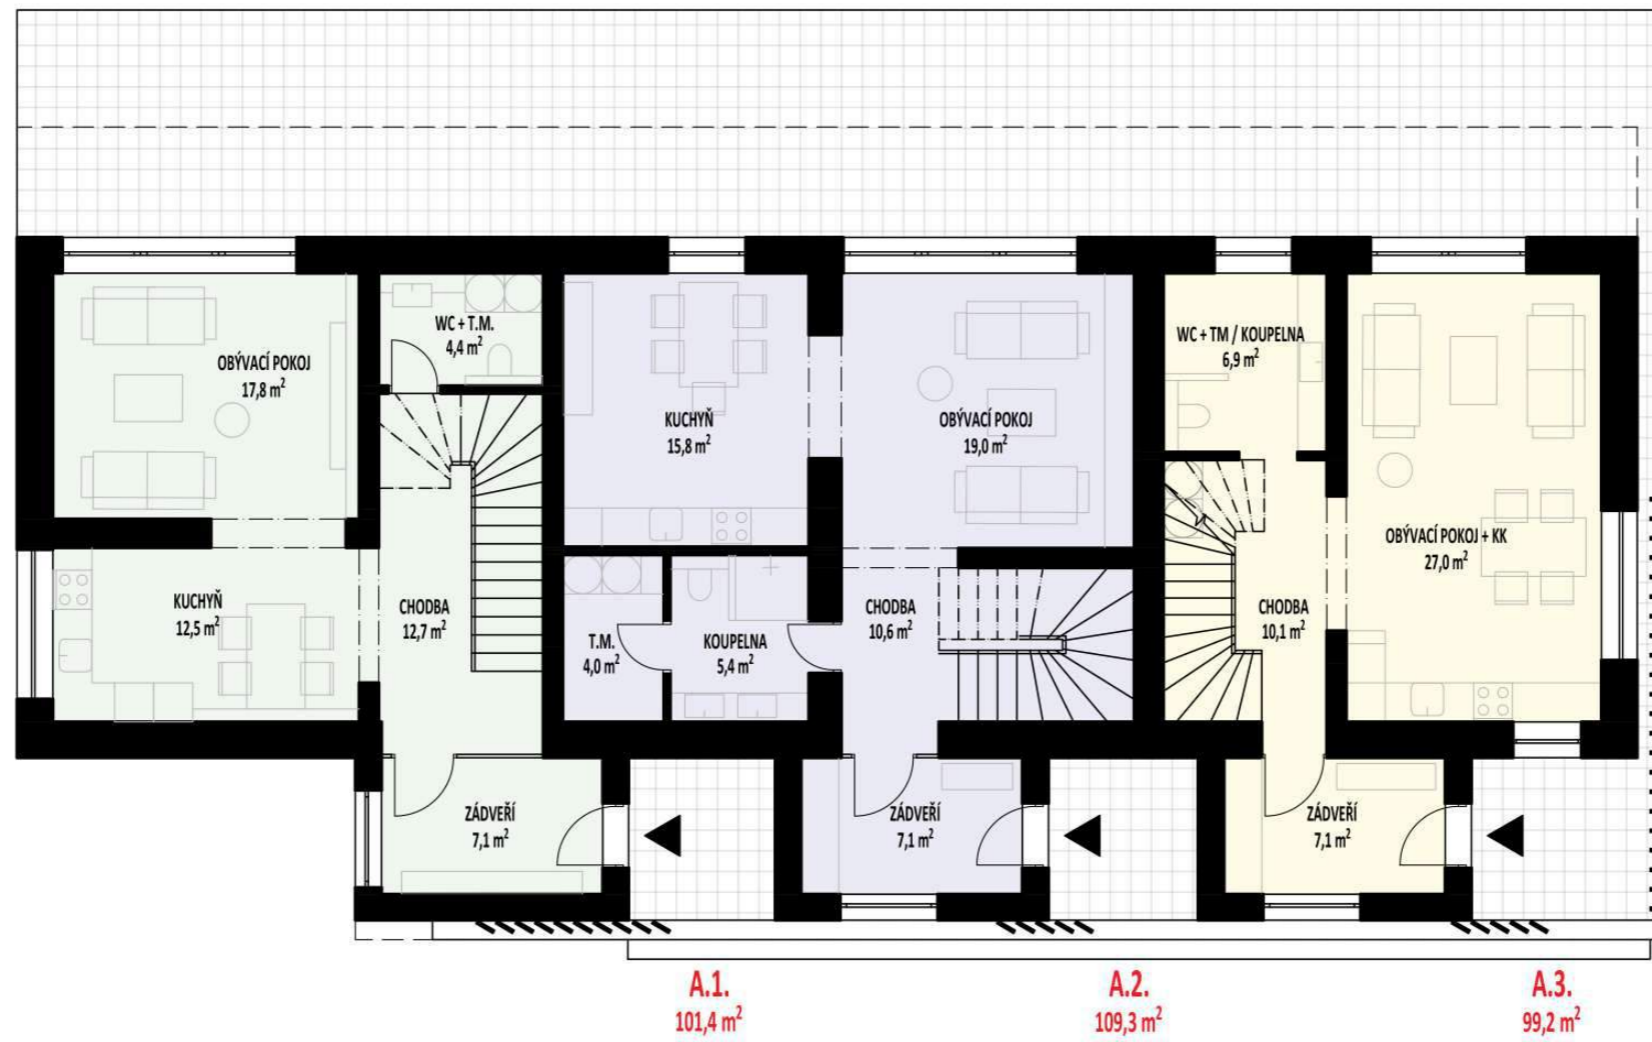 OBÝVACÍ POKOJ
17,8 m²
WC + T.M.
4,4 m²
KUCHYŇ
12,5 m²
CHODBA
12,7 m²
ZÁDVEŘÍ
7,1 m²
KUCHYŇ
15,8 m²
OBÝVACÍ POKOJ
19,0 m²
T.M.
4,0 m²
KOUPELNA
5,4 m²
CHODBA
10,6 m²
ZÁDVEŘÍ
7,1 m²
WC + TM / KOUPELNA
6,9 m²
OBÝVACÍ POKOJ + KK
27,0 m²
CHODBA
10,1 m²
ZÁDVEŘÍ
7,1 m²
A.1.
101,4 m²
A.2.
109,3 m²
A.3.
99,2 m²